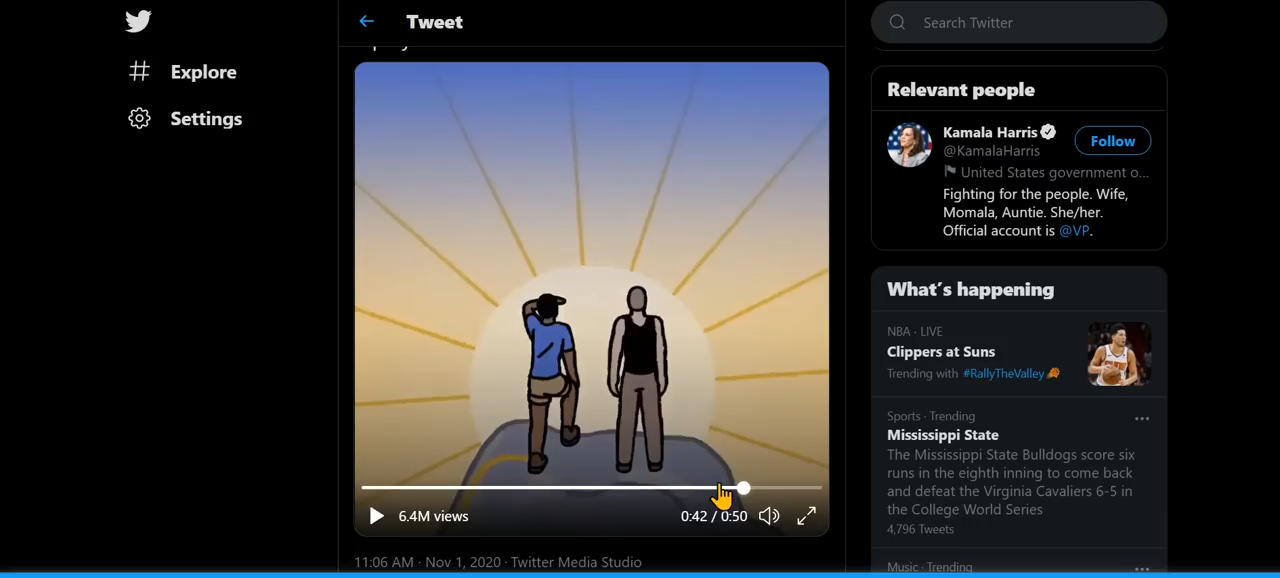 Tweet
Search Twitter
Explore
Settings
Relevant people
Kamala Harris
@KamalaHarris
Follow
United States government o...
Fighting for the people. Wife,
Momala, Auntie. She/her.
Official account is @VP.
What's happening
NBA · LIVE
Clippers at Suns
Trending with #RallyTheValley
Sports · Trending
Mississippi State
The Mississippi State Bulldogs score six
runs in the eighth inning to come back
and defeat the Virginia Cavaliers 6-5 in
the College World Series
4,796 Tweets
Music · Trending
6.4M views
0:42 / 0:50
11:06 AM · Nov 1, 2020 · Twitter Media Studio